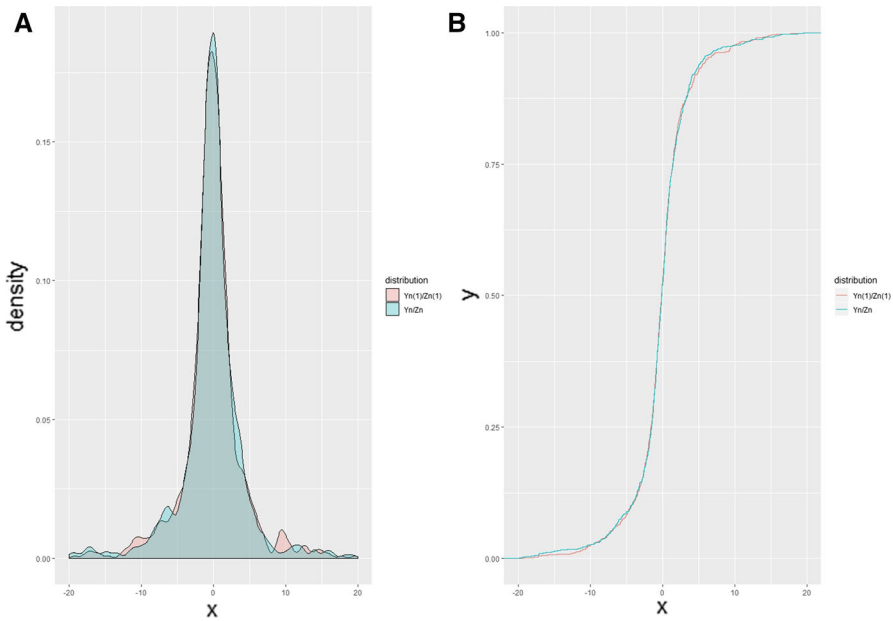 A
density
0.15
0.10
0.05
0.00
-20
-10
0
10
20
x
distribution
Yn(1)/Zn(1)
Yn/Zn
B
y
1.00
0.75
0.50
0.25
0.00
-20
-10
0
10
20
x
distribution
Yn(1)/Zn(1)
Yn/Zn